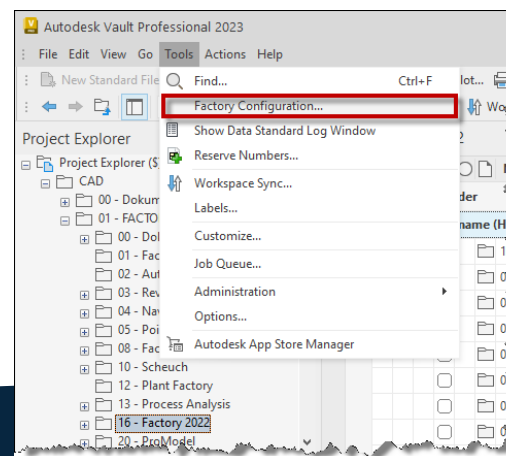 Autodesk Vault Professional 2023
File Edit View Go Tools Actions Help
New Standard File
Find... Ctrl+F
Factory Configuration...
Show Data Standard Log Window
Project Explorer
Reserve Numbers...
Project Explorer ($
CAD
Workspace Sync...
00 - Dokum
Labels...
01 - FACTO
00 - Dol
Customize...
01 - Fac
02 - Aut
Job Queue...
03 - Rev
Administration
04 - Nav
Options...
05 - Poi
08 - Fac
Autodesk App Store Manager
10 - Scheuch
12 - Plant Factory
13 - Process Analysis
16 - Factory 2022
20 - ProModel